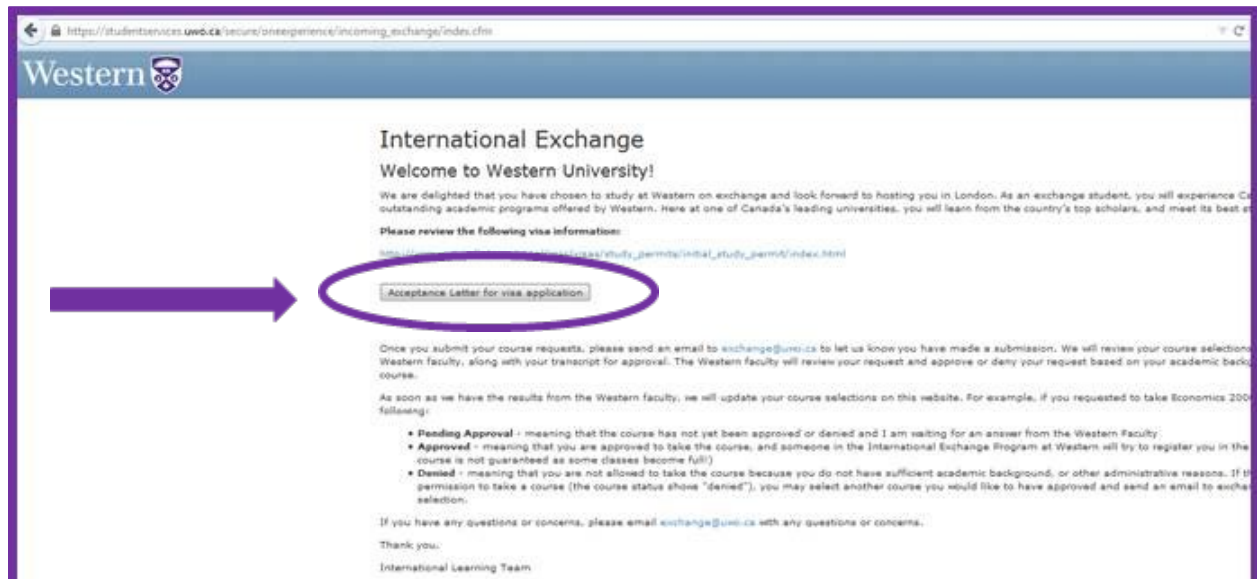 https://studentservices.uwo.ca/secure/oneexperience/incoming_exchange/index.cfm
Western
International Exchange
Welcome to Western University!
We are delighted that you have chosen to study at Western on exchange and look forward to hosting you in London. As an exchange student, you will experience Ca
outstanding academic programs offered by Western. Here at one of Canada's leading universities, you will learn from the country's top scholars, and meet its best st
Please review the following visa information:
/visas/study_permits/initial_study_permit/index.html
Acceptance Letter for visa application
Once you submit your course requests, please send an email to exchange@uwo.ca to let us know you have made a submission. We will review your course selections
Western faculty, along with your transcript for approval. The Western faculty will review your request and approve or deny your request based on your academic back
course.
As soon as we have the results from the Western faculty, we will update your course selections on this website. For example, if you requested to take Economics 200
following:
• Pending Approval - meaning that the course has not yet been approved or denied and I am waiting for an answer from the Western Faculty
• Approved - meaning that you are approved to take the course, and someone in the International Exchange Program at Western will try to register you in the
course is not guaranteed as some classes become full!)
• Denied - meaning that you are not allowed to take the course because you do not have sufficient academic background, or other administrative reasons. If th
permission to take a course (the course status shows "denied"), you may select another course you would like to have approved and send an email to exchan
selection.
If you have any questions or concerns, please email exchange@uwo.ca with any questions or concerns.
Thank you.
International Learning Team